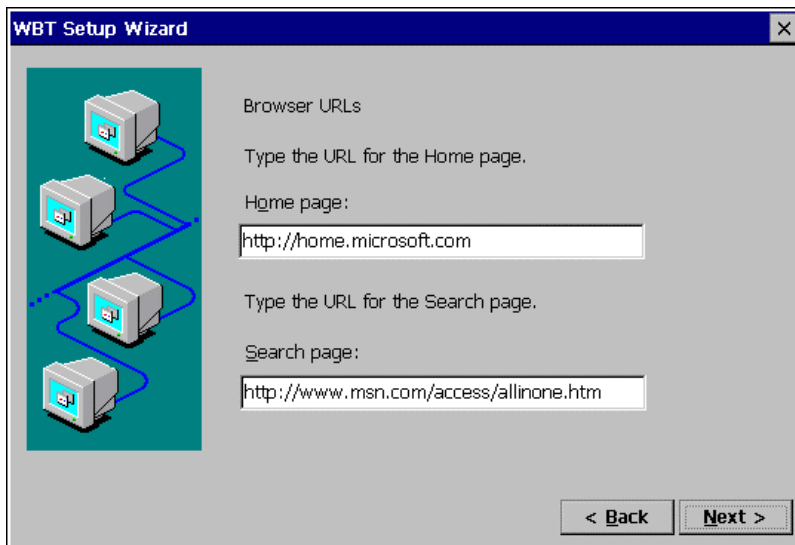 WBT Setup Wizard
Browser URLs
Type the URL for the Home page.
Home page:
http://home.microsoft.com
Type the URL for the Search page.
Search page:
http://www.msn.com/access/allinone.htm
< Back
Next >